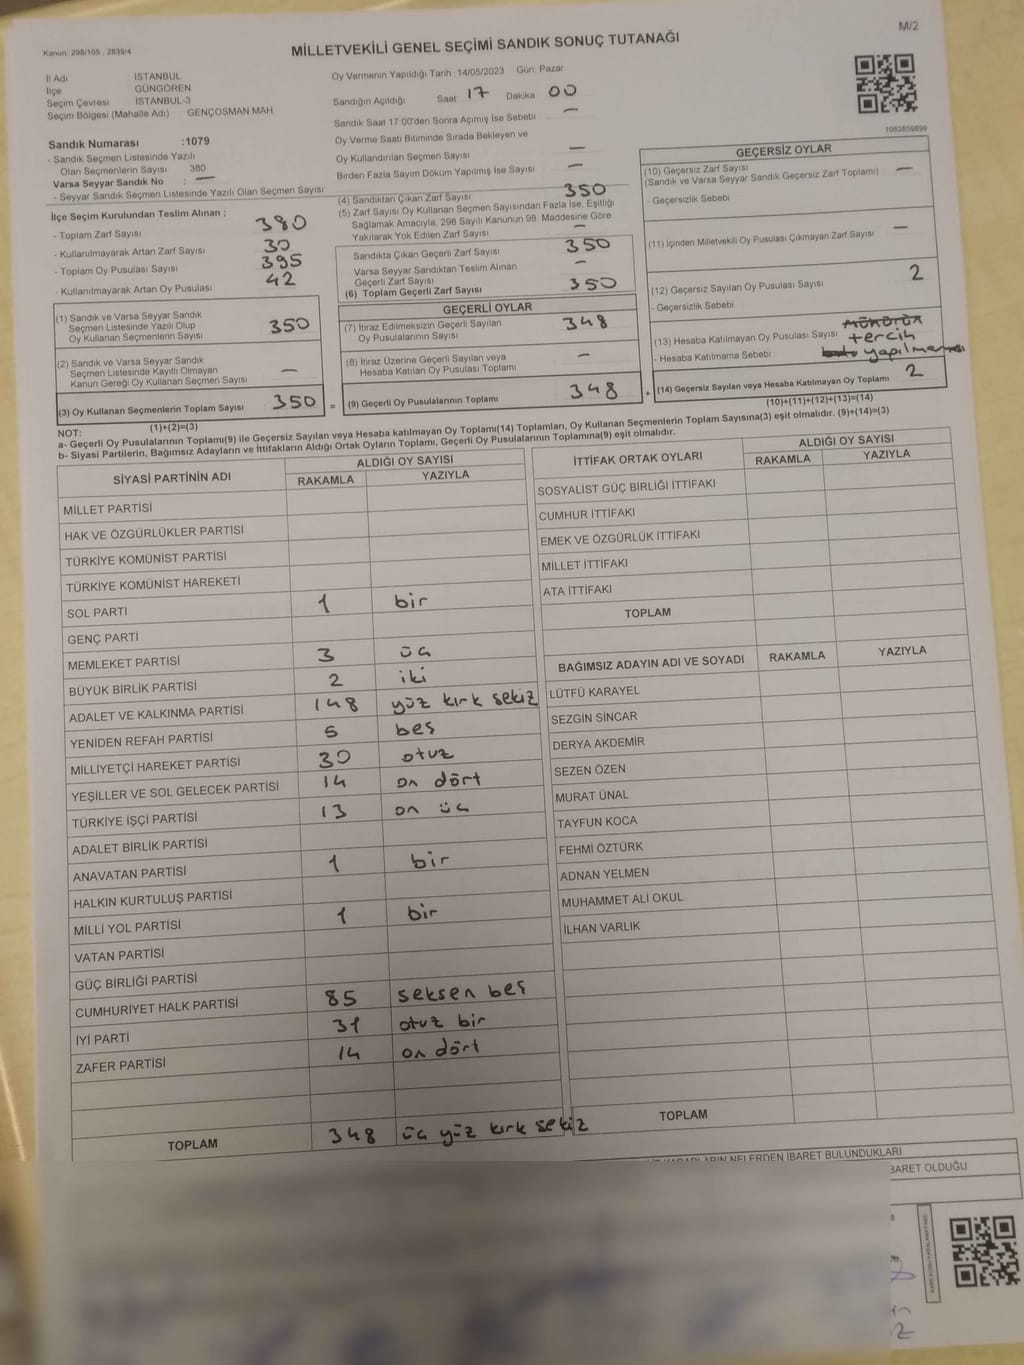 Kanun: 298/105 , 2839/4
M/2
MİLLETVEKİLİ GENEL SEÇİMİ SANDIK SONUÇ TUTANAĞI
İl Adı : İSTANBUL
İlçe : GÜNGÖREN
Seçim Çevresi : İSTANBUL-3
Seçim Bölgesi (Mahalle Adı) GENÇOSMAN MAH.
Oy Vermenin Yapıldığı Tarih 14/05/2023 Gün: Pazar
Sandığın Açıldığı Saat 17 Dakika 00
Sandık Saat 17:00'den Sonra Açımış İse Sebebi —
Oy Verme Saati Bitiminde Sırada Bekleyen ve
Oy Kullandırılan Seçmen Sayısı —
Birden Fazla Sayım Döküm Yapılmış İse Sayısı —
1083859899
Sandık Numarası :1079
- Sandık Seçmen Listesinde Yazılı
Olan Seçmenlerin Sayısı 380
Varsa Seyyar Sandık No : —
- Seyyar Sandık Seçmen Listesinde Yazılı Olan Seçmen Sayısı
İlçe Seçim Kurulundan Teslim Alınan :
- Toplam Zarf Sayısı 380
- Kullanılmayarak Artan Zarf Sayısı 30
- Toplam Oy Pusulası Sayısı 395
- Kullanılmayarak Artan Oy Pusulası 42
(1) Sandık ve Varsa Seyyar Sandık
Seçmen Listesinde Yazılı Olup
Oy Kullanan Seçmenlerin Sayısı 350
(2) Sandık ve Varsa Seyyar Sandık
Seçmen Listesinde Kayıtlı Olmayan
Kanun Gereği Oy Kullanan Seçmen Sayısı —
(3) Oy Kullanan Seçmenlerin Toplam Sayısı 350 =
(1)+(2)=(3)
(4) Sandıktan Çıkan Zarf Sayısı 350
(5) Zarf Sayısı Oy Kullanan Seçmen Sayısından Fazla İse, Eşitliği
Sağlamak Amacıyla, 298 Sayılı Kanunun 98. Maddesine Göre
Yakılarak Yok Edilen Zarf Sayısı —
Sandıkta Çıkan Geçerli Zarf Sayısı 350
Varsa Seyyar Sandıktan Teslim Alınan
Geçerli Zarf Sayısı —
(6) Toplam Geçerli Zarf Sayısı 350
GEÇERLİ OYLAR
(7) İtiraz Edilmeksizin Geçerli Sayılan
Oy Pusulalarının Sayısı 348
(8) İtiraz Üzerine Geçerli Sayılan veya
Hesaba Katılan Oy Pusulası Toplamı —
(9) Geçerli Oy Pusulalarının Toplamı 348 +
GEÇERSİZ OYLAR
(10) Geçersiz Zarf Sayısı —
(Sandık ve Varsa Seyyar Sandık Geçersiz Zarf Toplamı)
- Geçersizlik Sebebi
(11) İçinden Milletvekili Oy Pusulası Çıkmayan Zarf Sayısı —
(12) Geçersiz Sayılan Oy Pusulası Sayısı 2
- Geçersizlik Sebebi
(13) Hesaba Katılmayan Oy Pusulası Sayısı tercih
- Hesaba Katılmama Sebebi yapılmaması
(14) Geçersiz Sayılan veya Hesaba Katılmayan Oy Toplamı 2
(10)+(11)+(12)+(13)=(14)
NOT:
a- Geçerli Oy Pusulalarının Toplamı(9) ile Geçersiz Sayılan veya Hesaba katılmayan Oy Toplamı(14) Toplamları, Oy Kullanan Seçmenlerin Toplam Sayısına(3) eşit olmalıdır. (9)+(14)=(3)
b- Siyasi Partilerin, Bağımsız Adayların ve İttifakların Aldığı Ortak Oyların Toplamı, Geçerli Oy Pusulalarının Toplamına(9) eşit olmalıdır.
SİYASİ PARTİNİN ADI ALDIĞI OY SAYISI
RAKAMLA YAZIYLA
MİLLET PARTİSİ
HAK VE ÖZGÜRLÜKLER PARTİSİ
TÜRKİYE KOMÜNİST PARTİSİ
TÜRKİYE KOMÜNİST HAREKETİ
SOL PARTİ 1 bir
GENÇ PARTİ
MEMLEKET PARTİSİ 3 üç
BÜYÜK BİRLİK PARTİSİ 2 iki
ADALET VE KALKINMA PARTİSİ 148 yüz kırk sekiz
YENİDEN REFAH PARTİSİ 5 beş
MİLLİYETÇİ HAREKET PARTİSİ 30 otuz
YEŞİLLER VE SOL GELECEK PARTİSİ 14 on dört
TÜRKİYE İŞÇİ PARTİSİ 13 on üç
ADALET BİRLİK PARTİSİ
ANAVATAN PARTİSİ 1 bir
HALKIN KURTULUŞ PARTİSİ
MİLLİ YOL PARTİSİ 1 bir
VATAN PARTİSİ
GÜÇ BİRLİĞİ PARTİSİ
CUMHURİYET HALK PARTİSİ 85 seksen beş
İYİ PARTİ 31 otuz bir
ZAFER PARTİSİ 14 on dört
TOPLAM 348 üç yüz kırk sekiz
İTTİFAK ORTAK OYLARI ALDIĞI OY SAYISI
RAKAMLA YAZIYLA
SOSYALİST GÜÇ BİRLİĞİ İTTİFAKI
CUMHUR İTTİFAKI
EMEK VE ÖZGÜRLÜK İTTİFAKI
MİLLET İTTİFAKI
ATA İTTİFAKI
TOPLAM
BAĞIMSIZ ADAYIN ADI VE SOYADI RAKAMLA YAZIYLA
LÜTFÜ KARAYEL
SEZGİN SİNCAR
DERYA AKDEMİR
SEZEN ÖZEN
MURAT ÜNAL
TAYFUN KOCA
FEHMİ ÖZTÜRK
ADNAN YELMEN
MUHAMMET ALİ OKUL
İLHAN VARLIK
TOPLAM
NELERDEN İBARET BULUNDUKLARI
BARET OLDUĞU